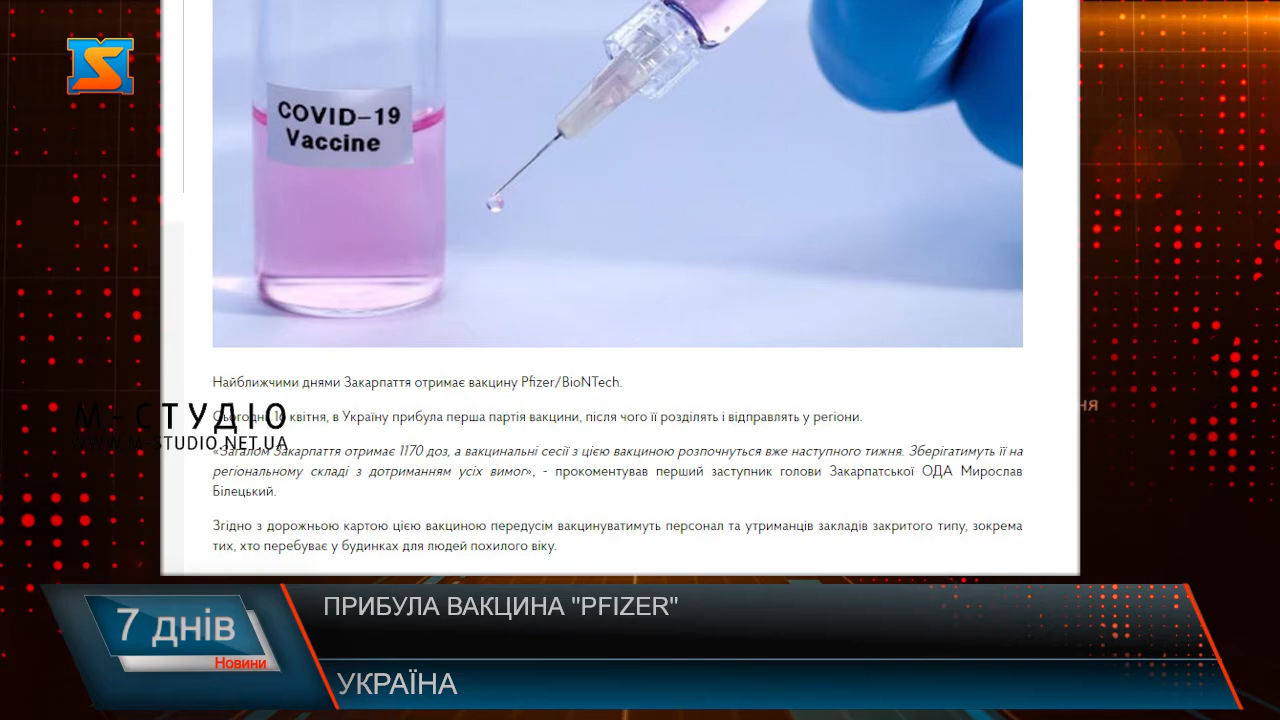 COVID-19
Vaccine
Найближчими днями Закарпаття отримає вакцину Pfizer/BioNTech.
Сьогодні, 16 квітня, в Україну прибула перша партія вакцини, після чого її розділять і відправлять у регіони.
«Загалом Закарпаття отримає 1170 доз, а вакцинальні сесії з цією вакциною розпочнуться вже наступного тижня. Зберігатимуть її на
регіональному складі з дотриманням усіх вимог», - прокоментував перший заступник голови Закарпатської ОДА Мирослав
Білецький.
Згідно з дорожньою картою цією вакциною передусім вакцинуватимуть персонал та утриманців закладів закритого типу, зокрема
тих, хто перебуває у будинках для людей похилого віку.
М-СТУДІО
WWW.M-STUDIO.NET.UA
7 днів
Новини
ПРИБУЛА ВАКЦИНА "PFIZER"
УКРАЇНА